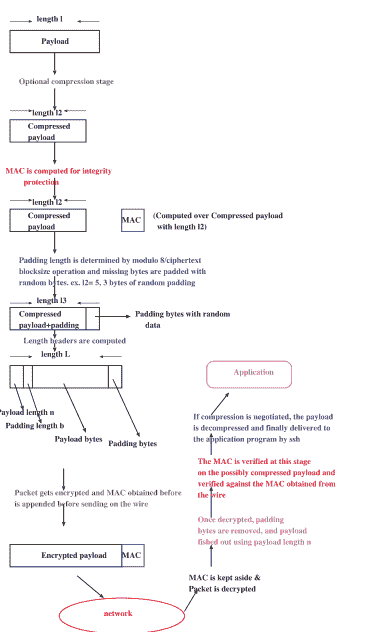 length l
Payload
Optional compression stage
length l2
Compressed
payload
MAC is computed for integrity
protection
length l2
Compressed
payload
MAC
(Computed over Compressed payload
with length l2)
Padding length is determined by modulo 8/ciphertext
blocksize operation and missing bytes are padded with
random bytes. ex. l2= 5, 3 bytes of random padding
length l3
Compressed
payload+padding
Padding bytes with random
data
Length headers are computed
length L
Payload length n
Padding length b
Payload bytes
Padding bytes
Packet gets encrypted and MAC obtained before
is appended before sending on the wire
Encrypted payload
MAC
network
MAC is kept aside &
Packet is decrypted
Once decrypted, padding
bytes are removed, and payload
fished out using payload length n
The MAC is verified at this stage
on the possibly compressed payload and
verified against the MAC obtained from
the wire
If compression is negotiated, the payload
is decompressed and finally delivered to
the application program by ssh
Application